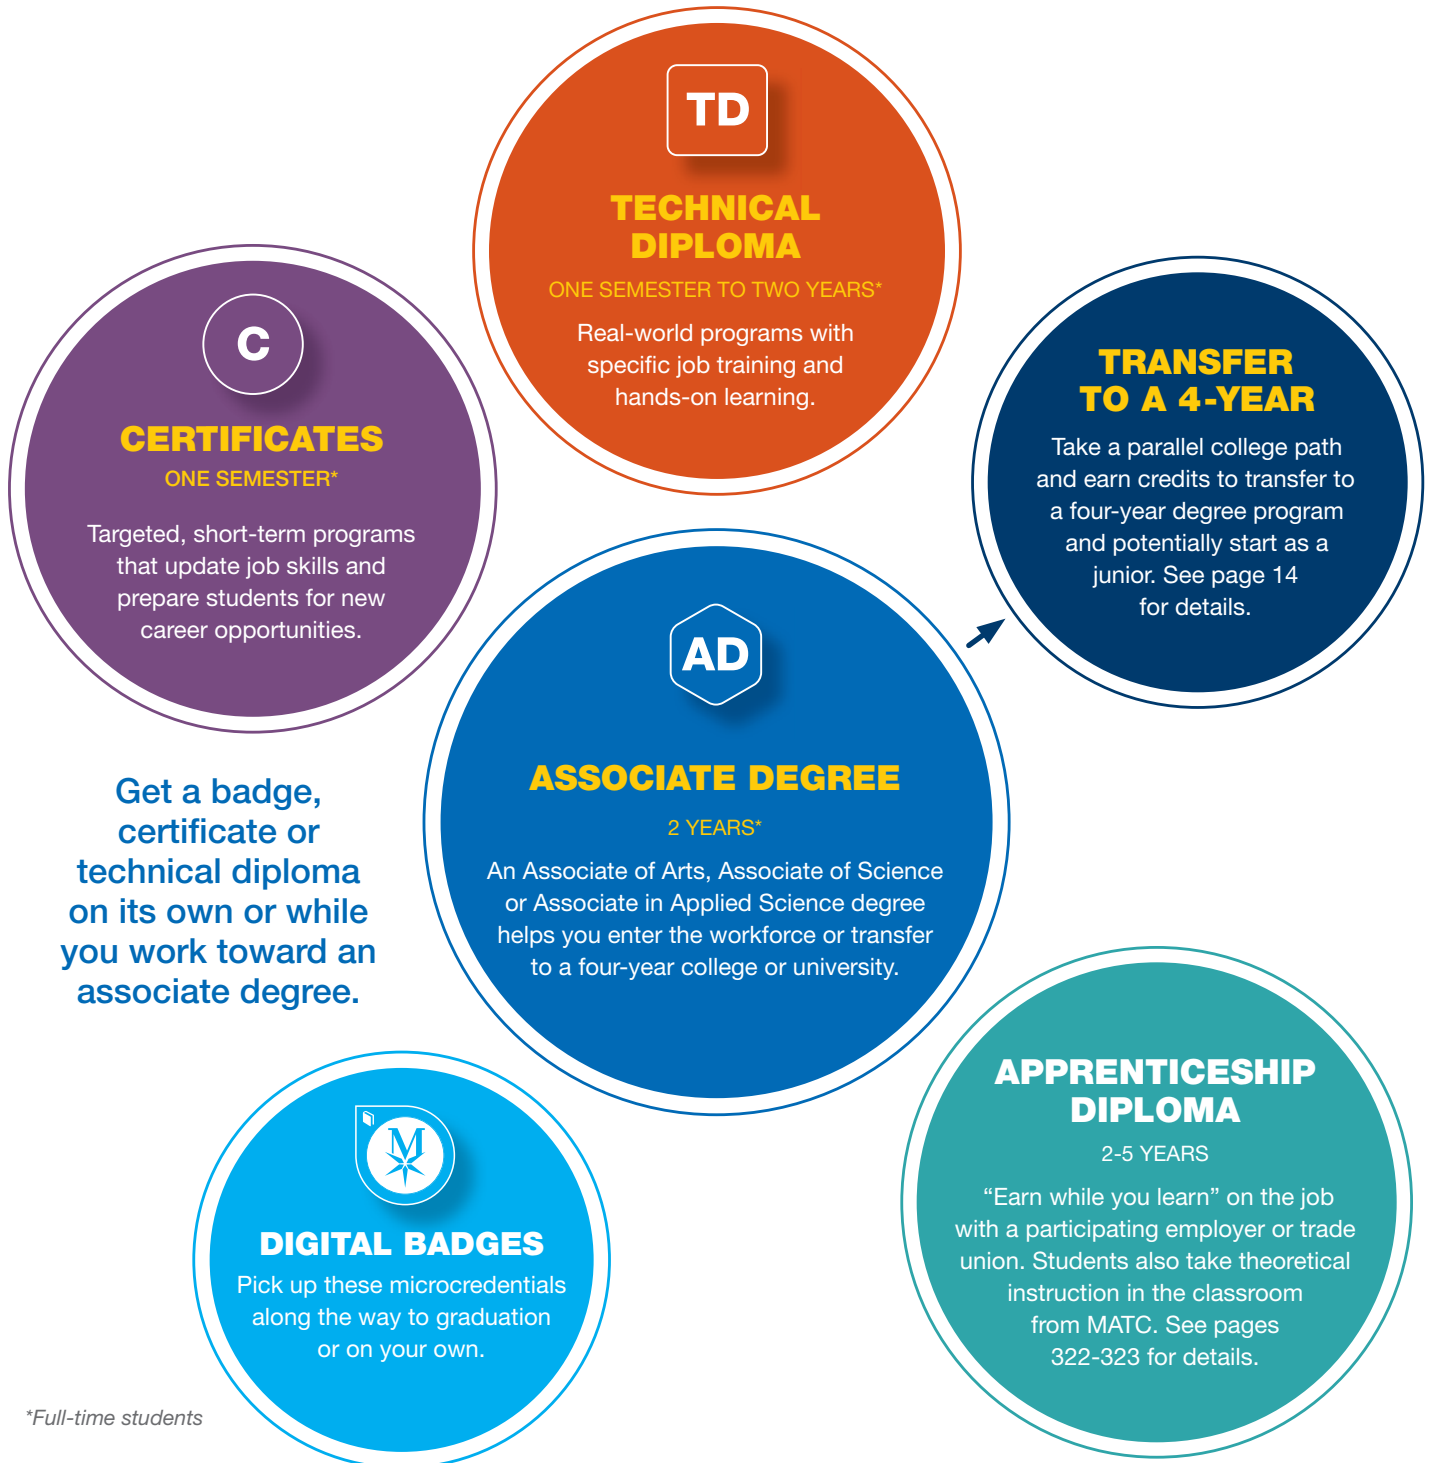 TD
TECHNICAL
DIPLOMA
ONE SEMESTER TO TWO YEARS*
Real-world programs with
specific job training and
hands-on learning.
C
CERTIFICATES
ONE SEMESTER*
Targeted, short-term programs
that update job skills and
prepare students for new
career opportunities.
TRANSFER
TO A 4-YEAR
Take a parallel college path
and earn credits to transfer to
a four-year degree program
and potentially start as a
junior. See page 14
for details.
AD
ASSOCIATE DEGREE
2 YEARS*
An Associate of Arts, Associate of Science
or Associate in Applied Science degree
helps you enter the workforce or transfer
to a four-year college or university.
Get a badge,
certificate or
technical diploma
on its own or while
you work toward an
associate degree.
M
DIGITAL BADGES
Pick up these microcredentials
along the way to graduation
or on your own.
APPRENTICESHIP
DIPLOMA
2-5 YEARS
“Earn while you learn” on the job
with a participating employer or trade
union. Students also take theoretical
instruction in the classroom
from MATC. See pages
322-323 for details.
*Full-time students